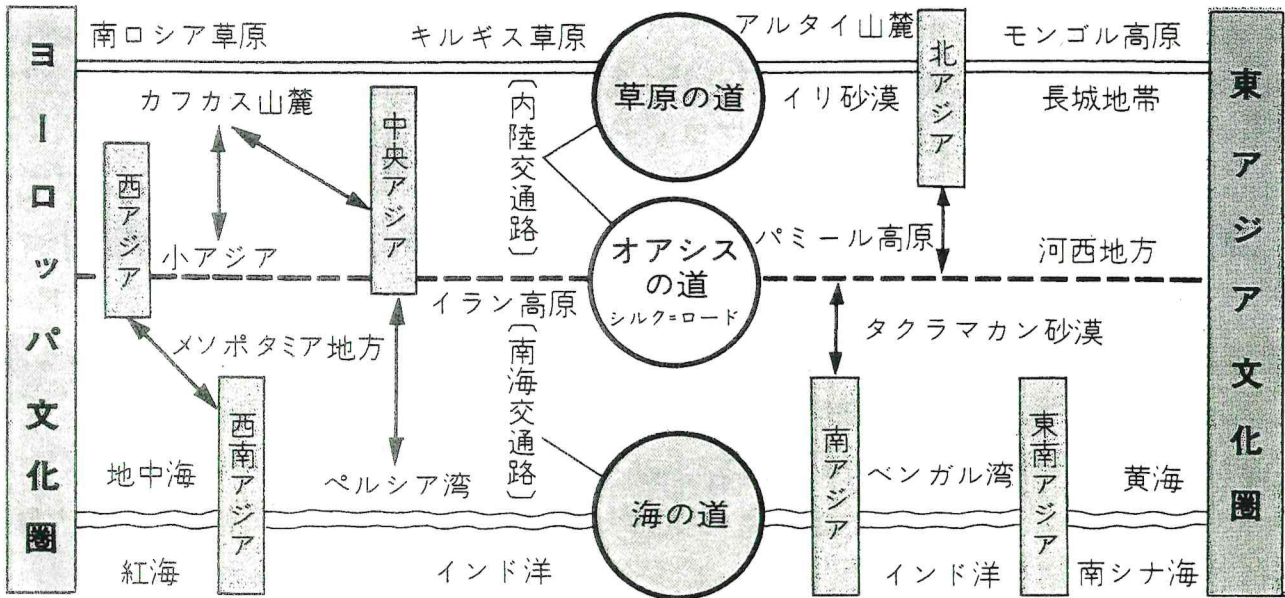 ヨーロッパ文化圏
南ロシア草原
キルギス草原
草原の道
アルタイ山麓
モンゴル高原
カフカス山麓
イリ砂漠
長城地帯
北アジア
西アジア
中央アジア
〔内陸交通路〕
小アジア
イラン高原
オアシス
の道
シルク=ロード
パミール高原
河西地方
タクラマカン砂漠
メソポタミア地方
〔南海交通路〕
西南アジア
地中海
ペルシア湾
海の道
南アジア
ベンガル湾
東南アジア
黄海
紅海
インド洋
インド洋
南シナ海
東アジア文化圏